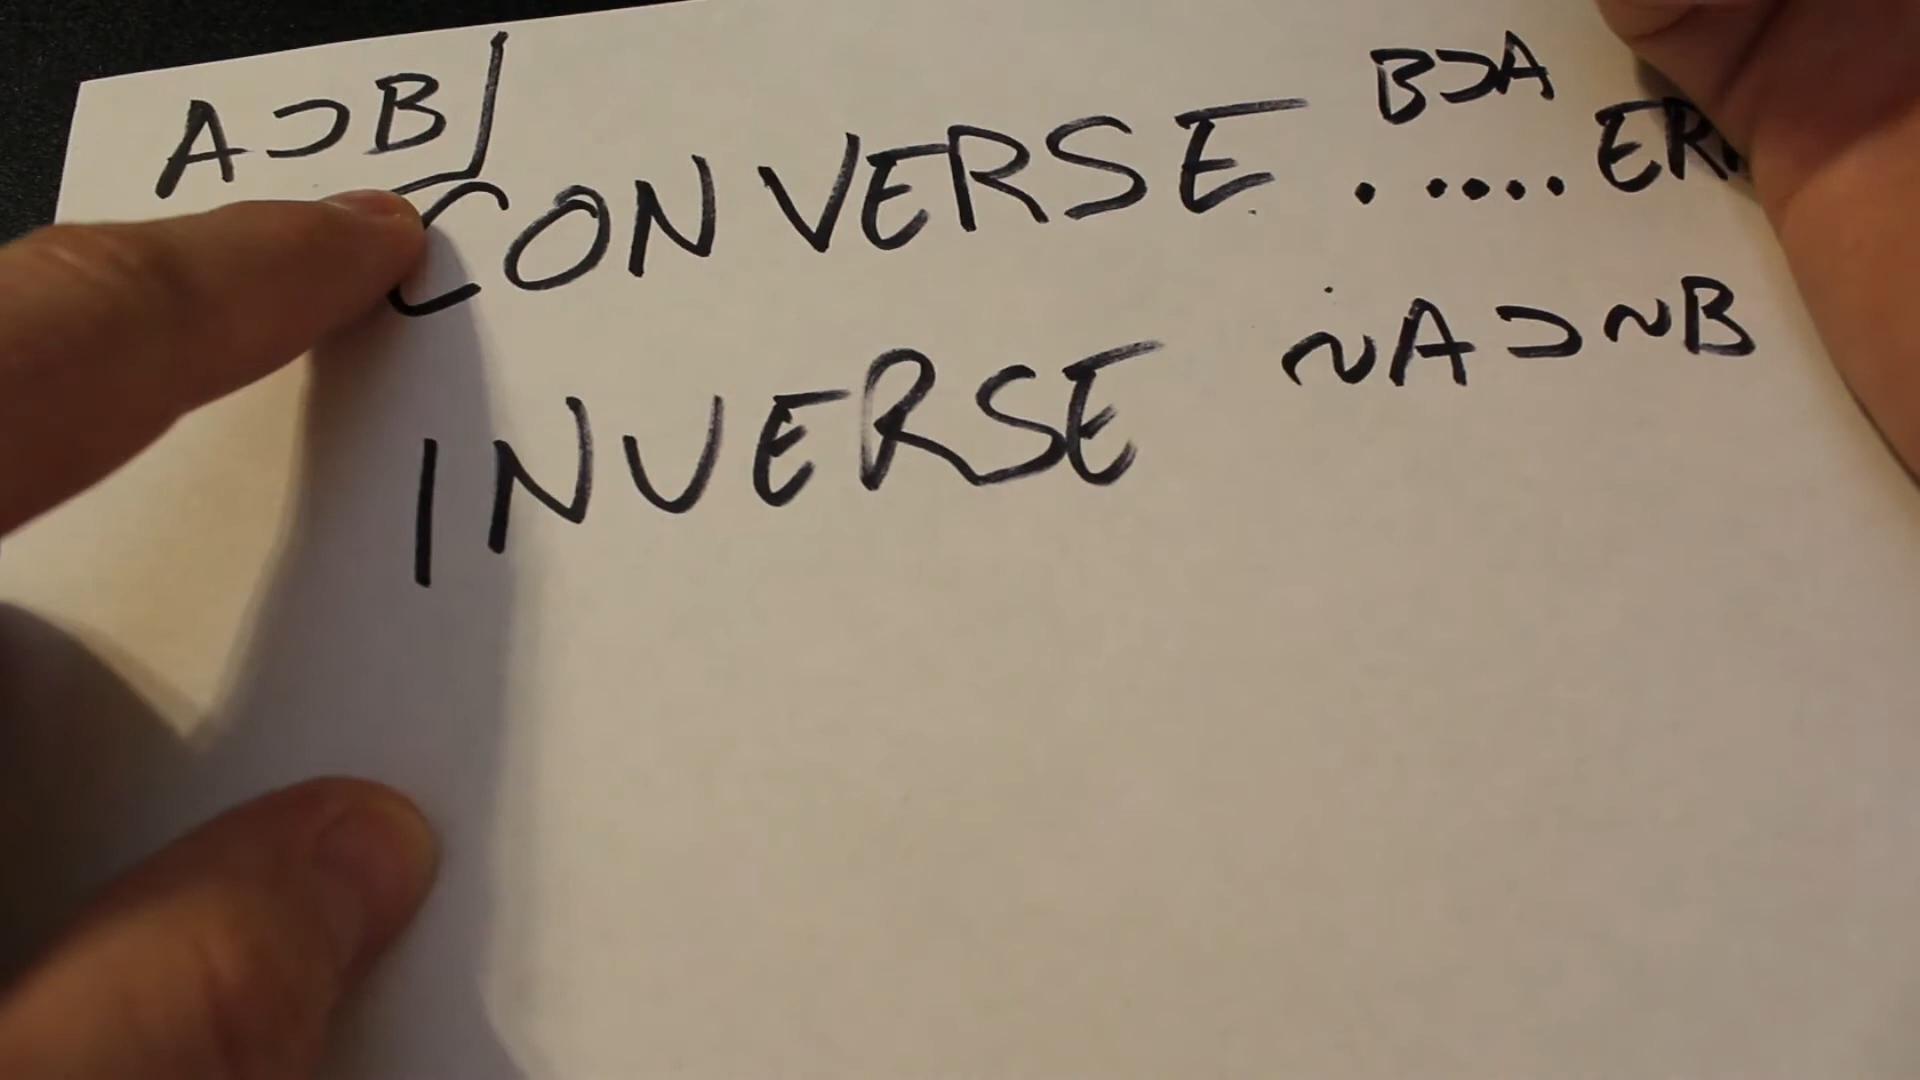 A⊃B
B⊃A
CONVERSE . .....
INVERSE ~A⊃~B